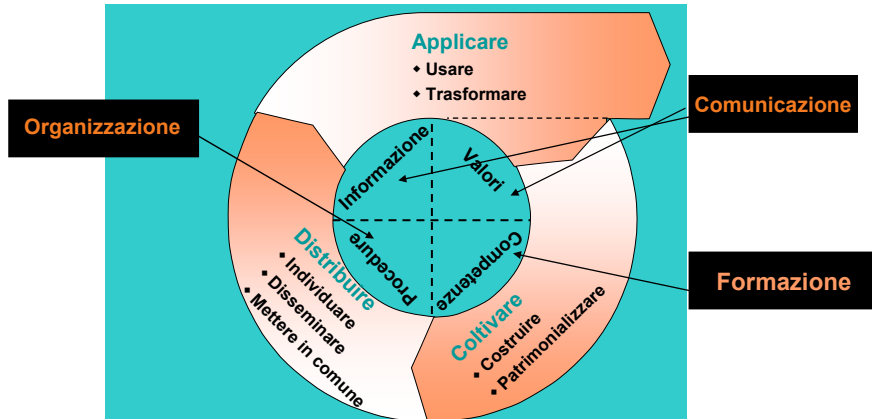 Applicare
Usare
Trasformare
Organizzazione
Comunicazione
Informazione
Valori
Procedure
Competenze
Distribuire
Individuare
Disseminare
Mettere in comune
Coltivare
Costruire
Patrimonializzare
Formazione